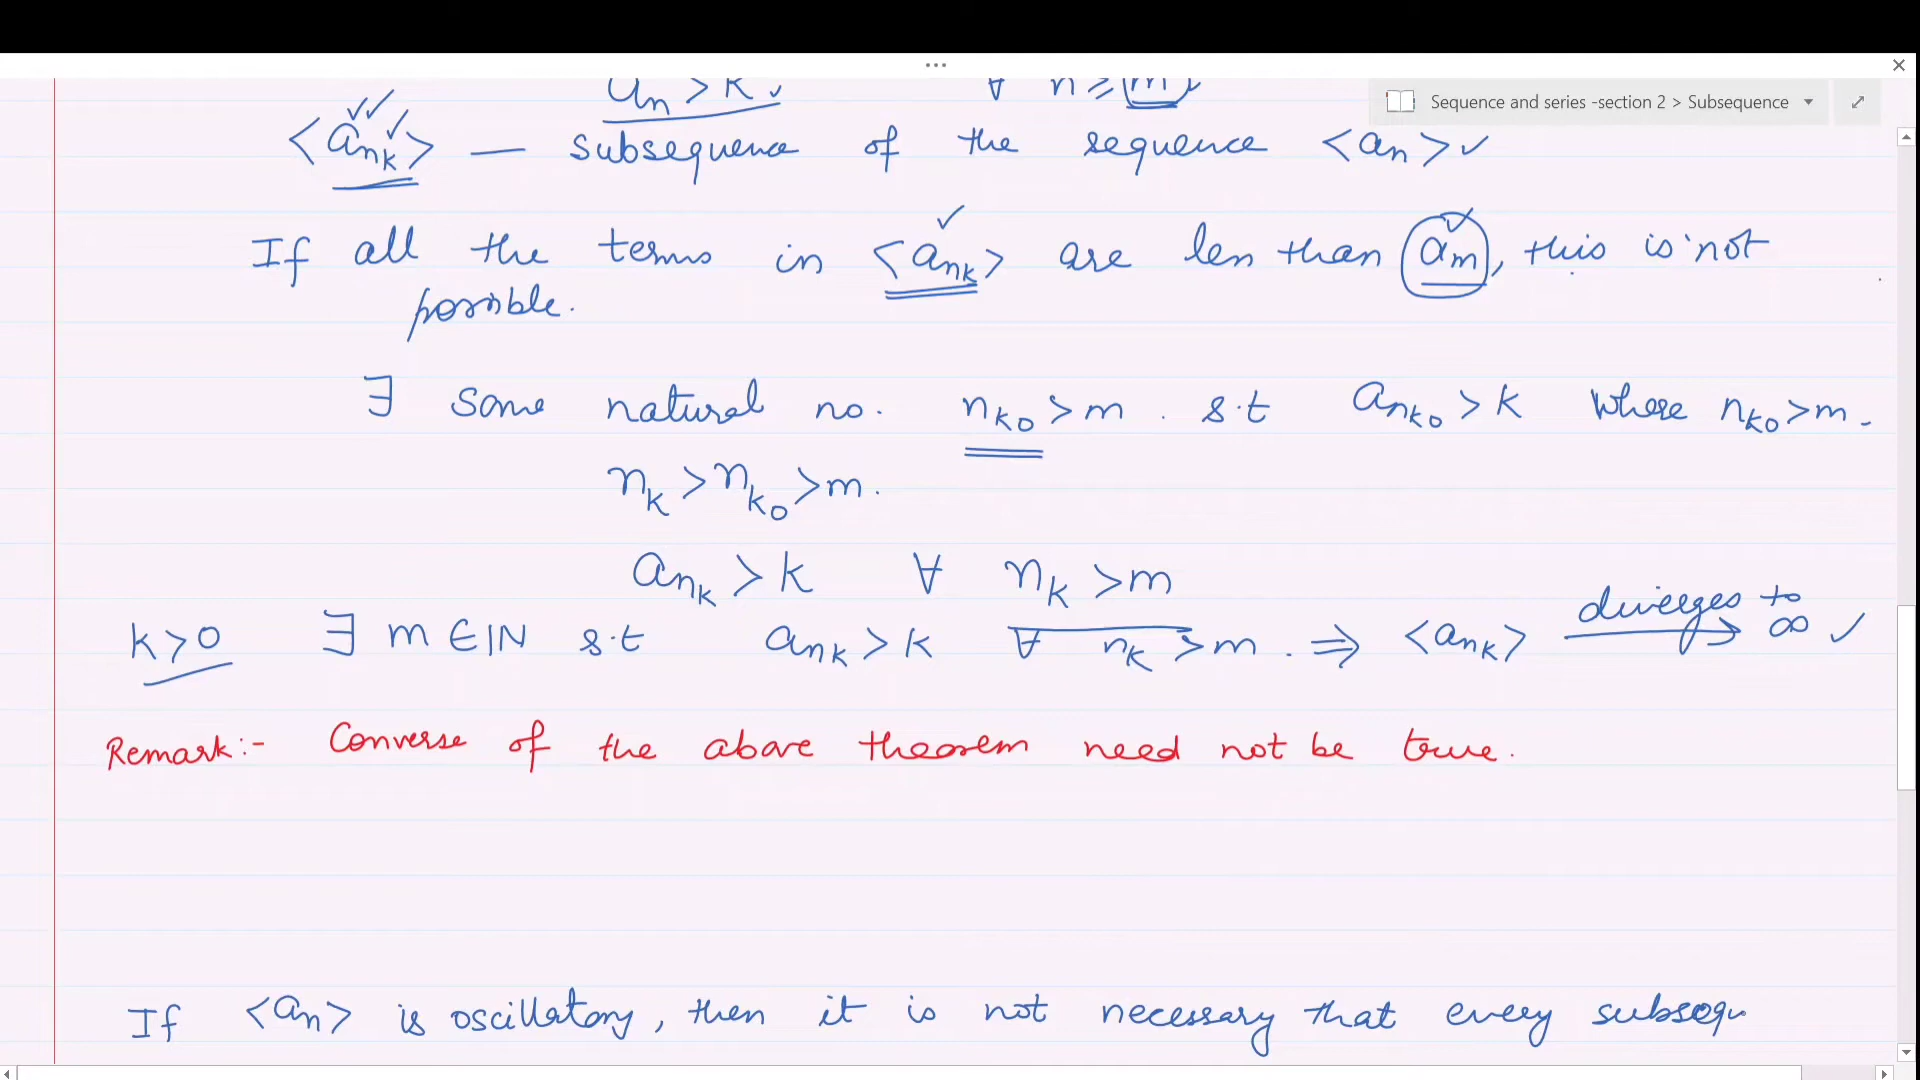 aₙ > k ∀ n ≥ m
Sequence and series -section 2 > Subsequence
<aₙₖ> — subsequence of the sequence <aₙ>
If all the terms in <aₙₖ> are less than aₘ, this is not
possible.
∃ some natural no. nₖ₀ > m . s.t aₙₖ₀ > k where nₖ₀ > m.
nₖ > nₖ₀ > m.
aₙₖ > k ∀ nₖ > m
k > 0 ∃ m ∈ ℕ s.t aₙₖ > k ∀ nₖ > m . ⇒ <aₙₖ> diverges to ∞
Remark:- Converse of the above theorem need not be true.
If <aₙ> is oscillatory, then it is not necessary that every subsequ